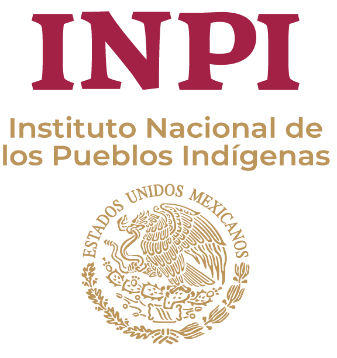 INPI
Instituto Nacional de
los Pueblos Indígenas
ESTADOS UNIDOS MEXICANOS